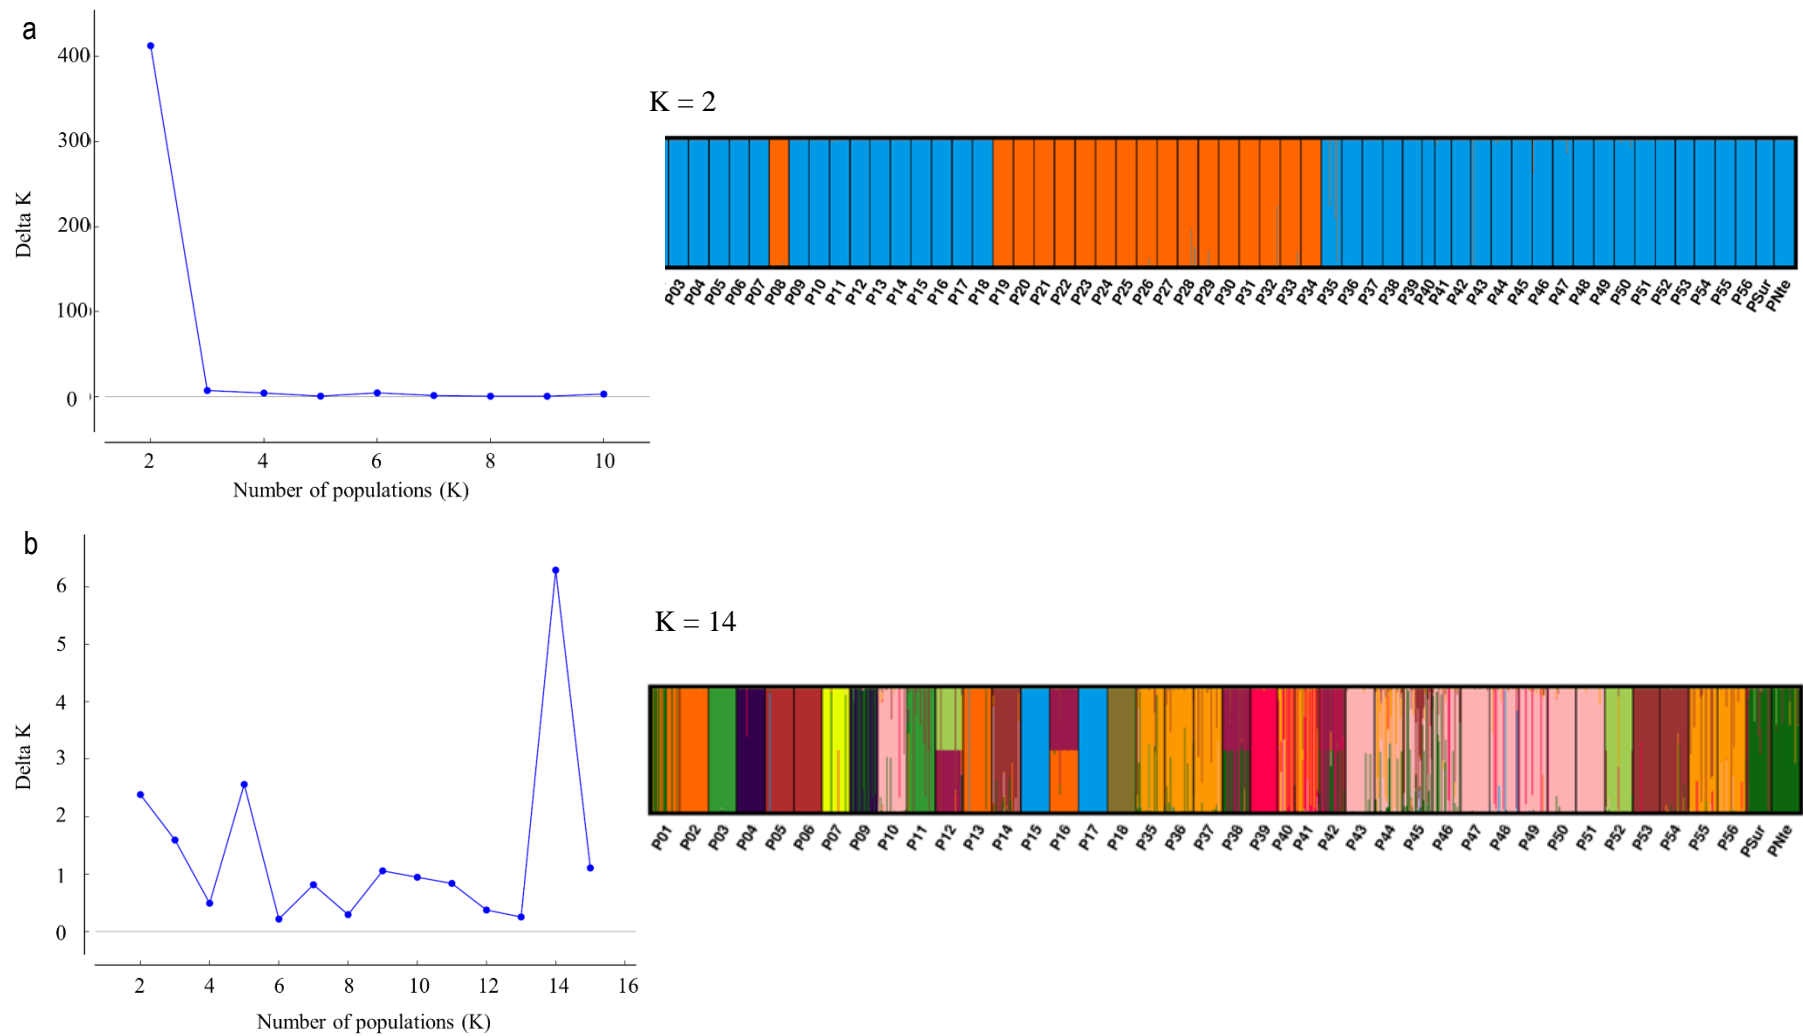 a
400
300
200
100
0
Delta K
2 4 6 8 10
Number of populations (K)
K = 2
P03 P04 P05 P06 P07 P08 P09 P10 P11 P12 P13 P14 P15 P16 P17 P18 P19 P20 P21 P22 P23 P24 P25 P26 P27 P28 P29 P30 P31 P32 P33 P34 P35 P36 P37 P38 P39 P40 P41 P42 P43 P44 P45 P46 P47 P48 P49 P50 P51 P52 P53 P54 P55 P56 PSur PNte
b
6
5
4
3
2
1
0
Delta K
2 4 6 8 10 12 14 16
Number of populations (K)
K = 14
P01 P02 P03 P04 P05 P06 P07 P09 P10 P11 P12 P13 P14 P15 P16 P17 P18 P35 P36 P37 P38 P39 P40 P41 P42 P43 P44 P45 P46 P47 P48 P49 P50 P51 P52 P53 P54 P55 P56 PSur PNte